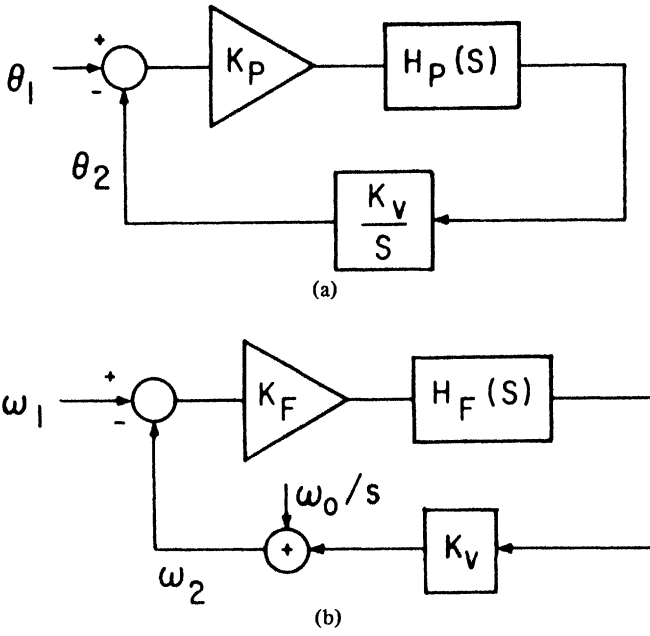 +
θ1
-
KP
HP(S)
θ2
KV
S
(a)
+
ω1
-
KF
HF(S)
ω0/s
+
KV
ω2
(b)